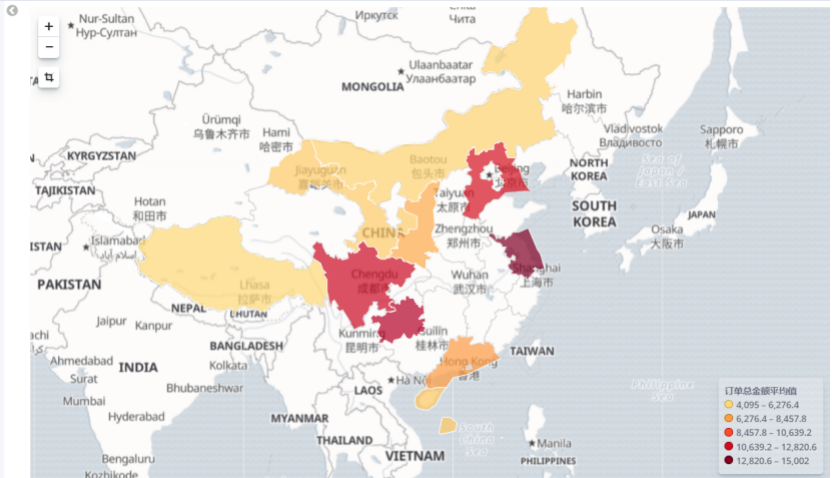 Nur-Sultan
Нур-Султан
+
−
Иркутск
Чита
Ulaanbaatar
Улаанбаатар
MONGOLIA
Harbin
哈尔滨市
Ürümqi
乌鲁木齐市
Hami
哈密市
Vladivostok
Владивосток
Sapporo
札幌市
KYRGYZSTAN
Jiayuguan
嘉峪关市
Baotou
包头市
Beijing
北京市
NORTH
KOREA
Sea of
Japan /
East Sea
TAJIKISTAN
Hotan
和田市
Taiyuan
太原市
SOUTH
KOREA
JAPAN
Osaka
大阪市
CHINA
Zhengzhou
郑州市
ISTAN
Islamabad
اسلام آباد
PAKISTAN
Lhasa
拉萨市
Chengdu
成都市
Wuhan
武汉市
Shanghai
上海市
NEPAL
BHUTAN
Jaipur
Kanpur
Kunming
昆明市
Guilin
桂林市
BANGLADESH
TAIWAN
Ahmedabad
INDIA
Kolkata
Hong Kong
香港
Surat
Bhubaneshwar
LAOS
Hà Nội
Philippine
Sea
Mumbai
Hyderabad
MYANMAR
South
China
Sea
THAILAND
Manila
Bengaluru
VIETNAM
PHILIPPINES
Kozhikode
订单总金额平均值
4,095 – 6,276.4
6,276.4 – 8,457.8
8,457.8 – 10,639.2
10,639.2 – 12,820.6
12,820.6 – 15,002